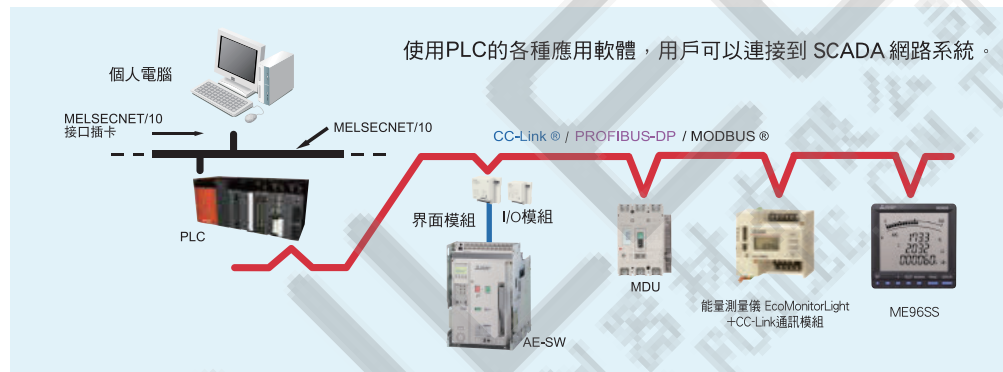 使用PLC的各種應用軟體，用戶可以連接到 SCADA 網路系統。
個人電腦
MELSECNET/10
接口插卡
MELSECNET/10
CC-Link ® / PROFIBUS-DP / MODBUS ®
PLC
界面模組
I/O模組
AE-SW
MDU
能量測量儀 EcoMonitorLight
+CC-Link通訊模組
ME96SS
1733
2032
000060